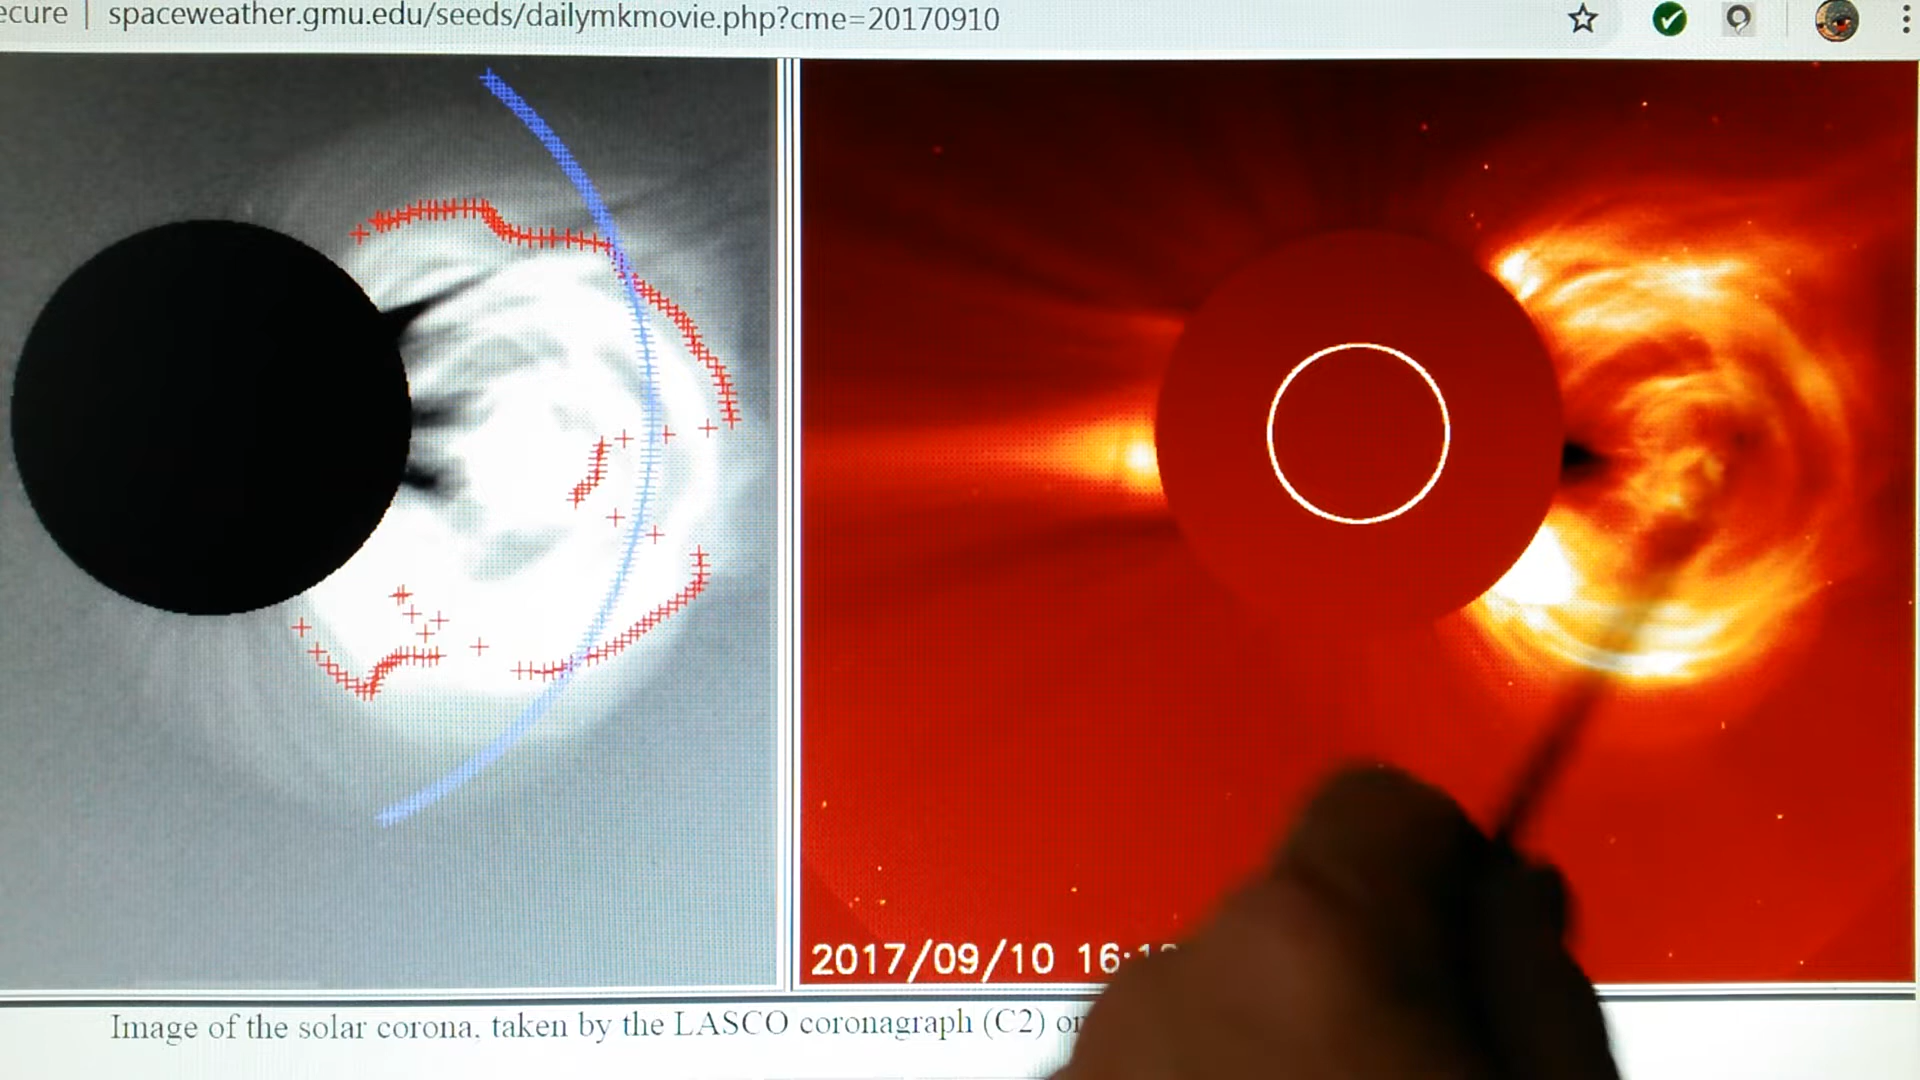 spaceweather.gmu.edu/seeds/dailymkmovie.php?cme=20170910
2017/09/10 16:1
Image of the solar corona, taken by the LASCO coronagraph (C2)